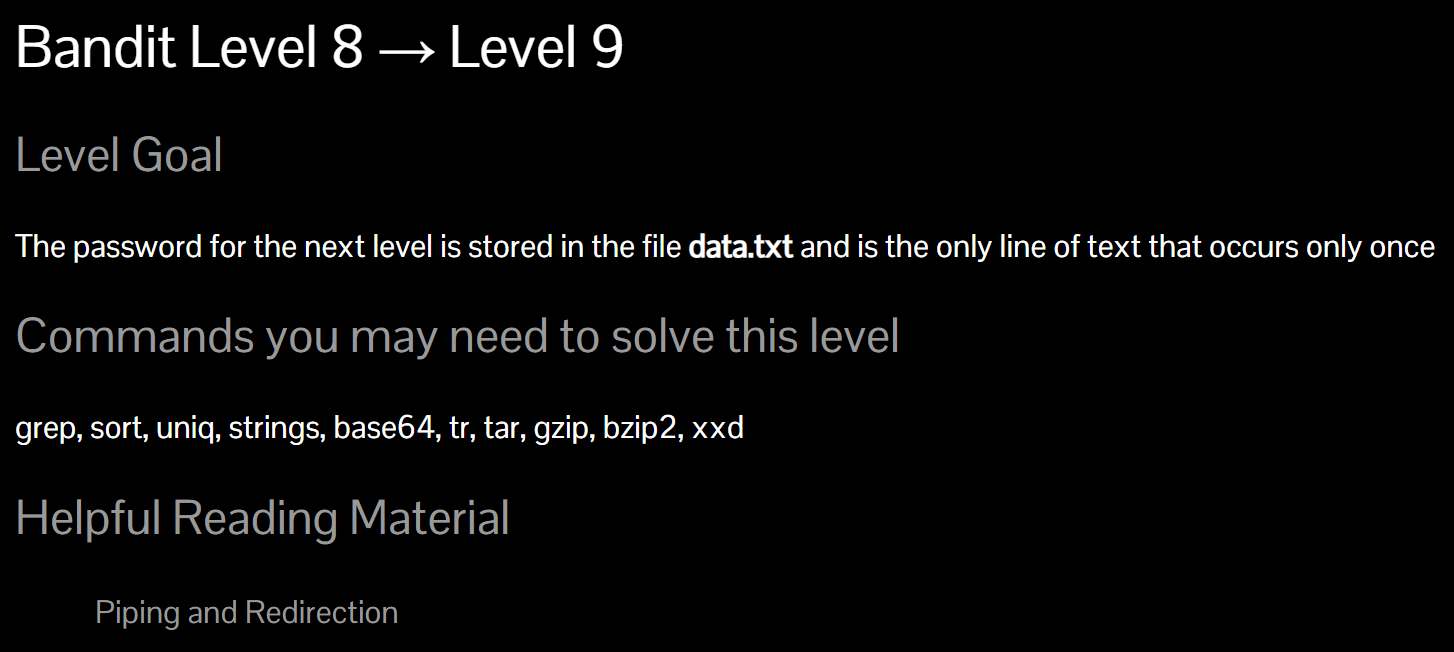 Bandit Level 8 → Level 9
Level Goal
The password for the next level is stored in the file data.txt and is the only line of text that occurs only once
Commands you may need to solve this level
grep, sort, uniq, strings, base64, tr, tar, gzip, bzip2, xxd
Helpful Reading Material
Piping and Redirection